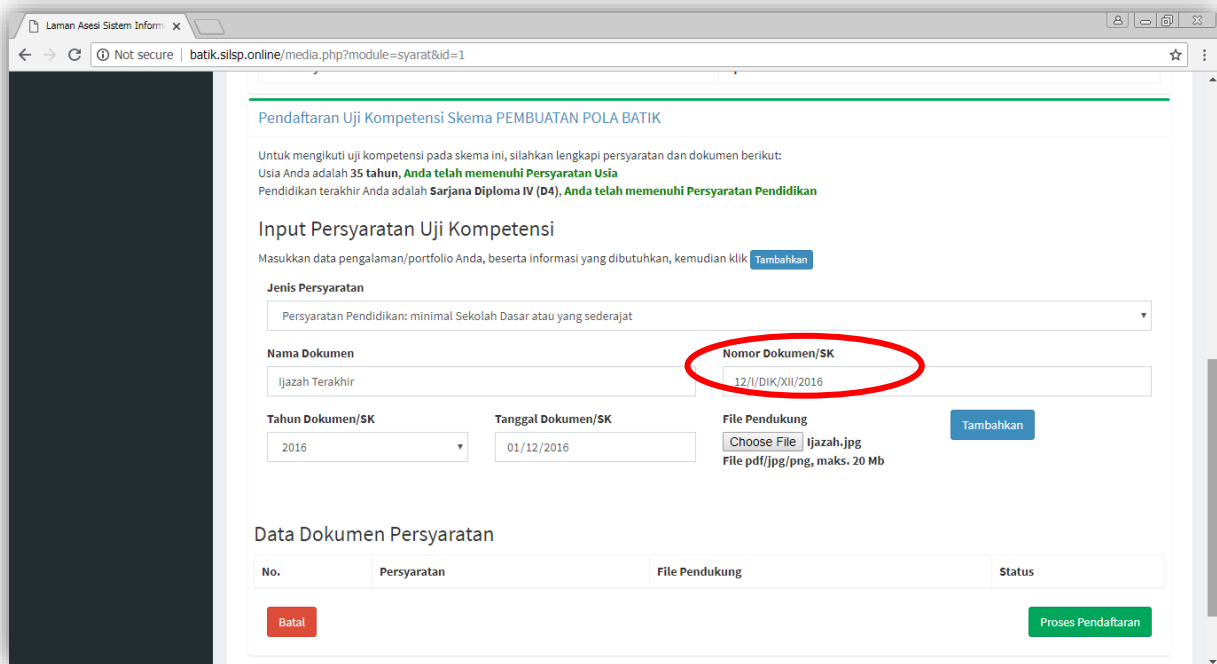 Laman Asesi Sistem Inform
Not secure | batik.silsp.online/media.php?module=syarat&id=1
Pendaftaran Uji Kompetensi Skema PEMBUATAN POLA BATIK
Untuk mengikuti uji kompetensi pada skema ini, silahkan lengkapi persyaratan dan dokumen berikut:
Usia Anda adalah 35 tahun, Anda telah memenuhi Persyaratan Usia
Pendidikan terakhir Anda adalah Sarjana Diploma IV (D4), Anda telah memenuhi Persyaratan Pendidikan
Input Persyaratan Uji Kompetensi
Masukkan data pengalaman/portfolio Anda, beserta informasi yang dibutuhkan, kemudian klik Tambahkan
Jenis Persyaratan
Persyaratan Pendidikan: minimal Sekolah Dasar atau yang sederajat
Nama Dokumen Nomor Dokumen/SK
Ijazah Terakhir 12/I/DIK/XII/2016
Tahun Dokumen/SK Tanggal Dokumen/SK File Pendukung
2016 01/12/2016 Choose File Ijazah.jpg Tambahkan
File pdf/jpg/png, maks. 20 Mb
Data Dokumen Persyaratan
No. Persyaratan File Pendukung Status
Batal Proses Pendaftaran